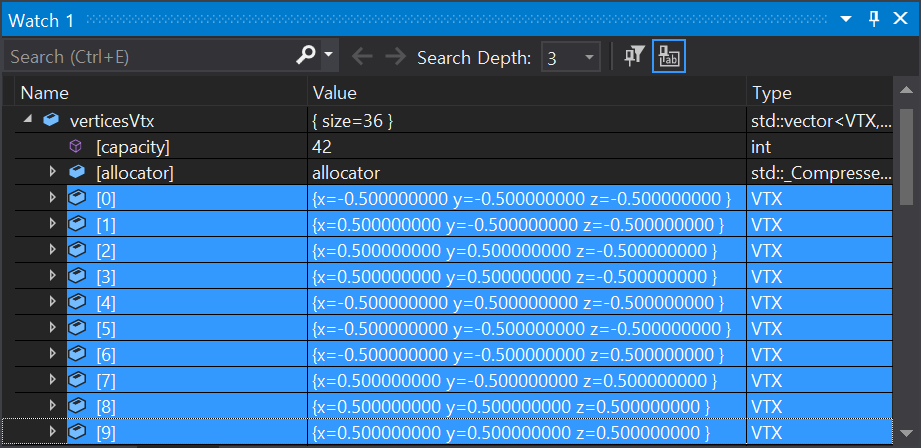 Watch 1
Search (Ctrl+E) Search Depth: 3
Name Value Type
verticesVtx { size=36 } std::vector<VTX,...
[capacity] 42 int
[allocator] allocator std::_Compresse...
[0] {x=-0.500000000 y=-0.500000000 z=-0.500000000 } VTX
[1] {x=0.500000000 y=-0.500000000 z=-0.500000000 } VTX
[2] {x=0.500000000 y=0.500000000 z=-0.500000000 } VTX
[3] {x=0.500000000 y=0.500000000 z=-0.500000000 } VTX
[4] {x=-0.500000000 y=0.500000000 z=-0.500000000 } VTX
[5] {x=-0.500000000 y=-0.500000000 z=-0.500000000 } VTX
[6] {x=-0.500000000 y=-0.500000000 z=0.500000000 } VTX
[7] {x=0.500000000 y=-0.500000000 z=0.500000000 } VTX
[8] {x=0.500000000 y=0.500000000 z=0.500000000 } VTX
[9] {x=0.500000000 y=0.500000000 z=0.500000000 } VTX